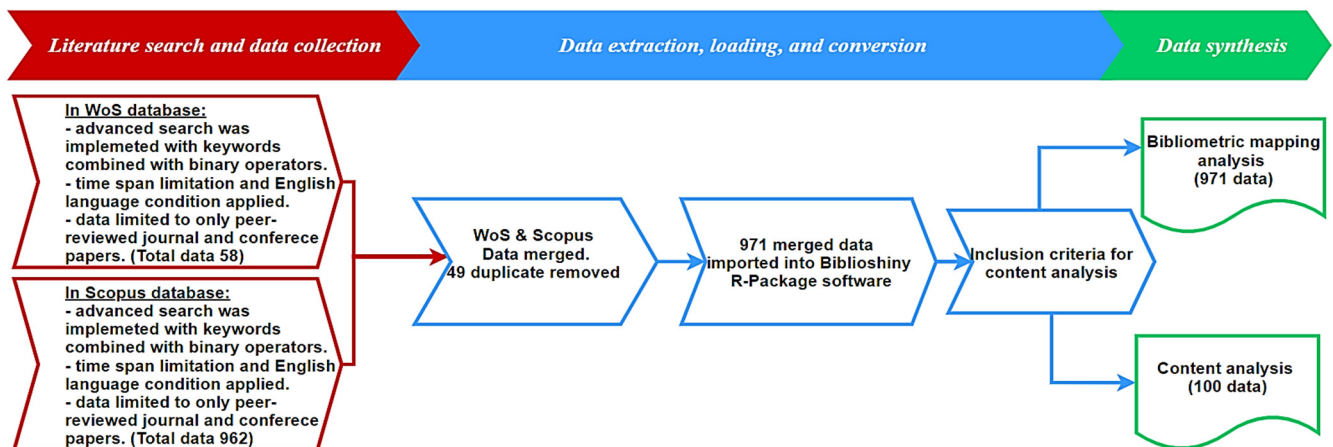 Literature search and data collection
Data extraction, loading, and conversion
Data synthesis
In WoS database:
- advanced search was
implemeted with keywords
combined with binary operators.
- time span limitation and English
language condition applied.
- data limited to only peer-
reviewed journal and conferece
papers. (Total data 58)
In Scopus database:
- advanced search was
implemeted with keywords
combined with binary operators.
- time span limitation and English
language condition applied.
- data limited to only peer-
reviewed journal and conferece
papers. (Total data 962)
WoS & Scopus
Data merged.
49 duplicate removed
971 merged data
imported into Biblioshiny
R-Package software
Inclusion criteria for
content analysis
Bibliometric mapping
analysis
(971 data)
Content analysis
(100 data)